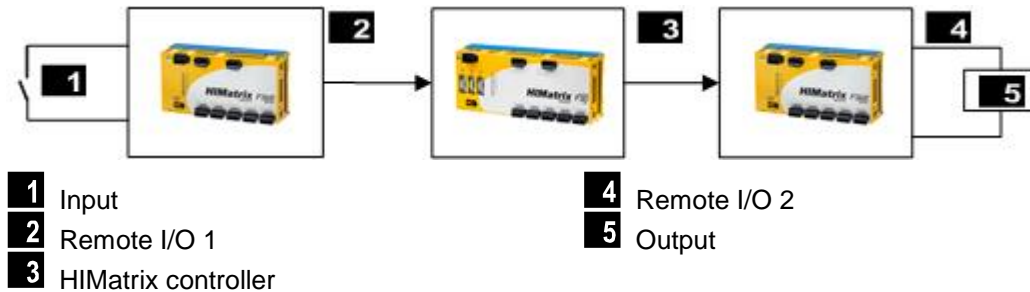 1
2
3
4
5
HIMatrix
HIMatrix
HIMatrix
1 Input
2 Remote I/O 1
3 HIMatrix controller
4 Remote I/O 2
5 Output